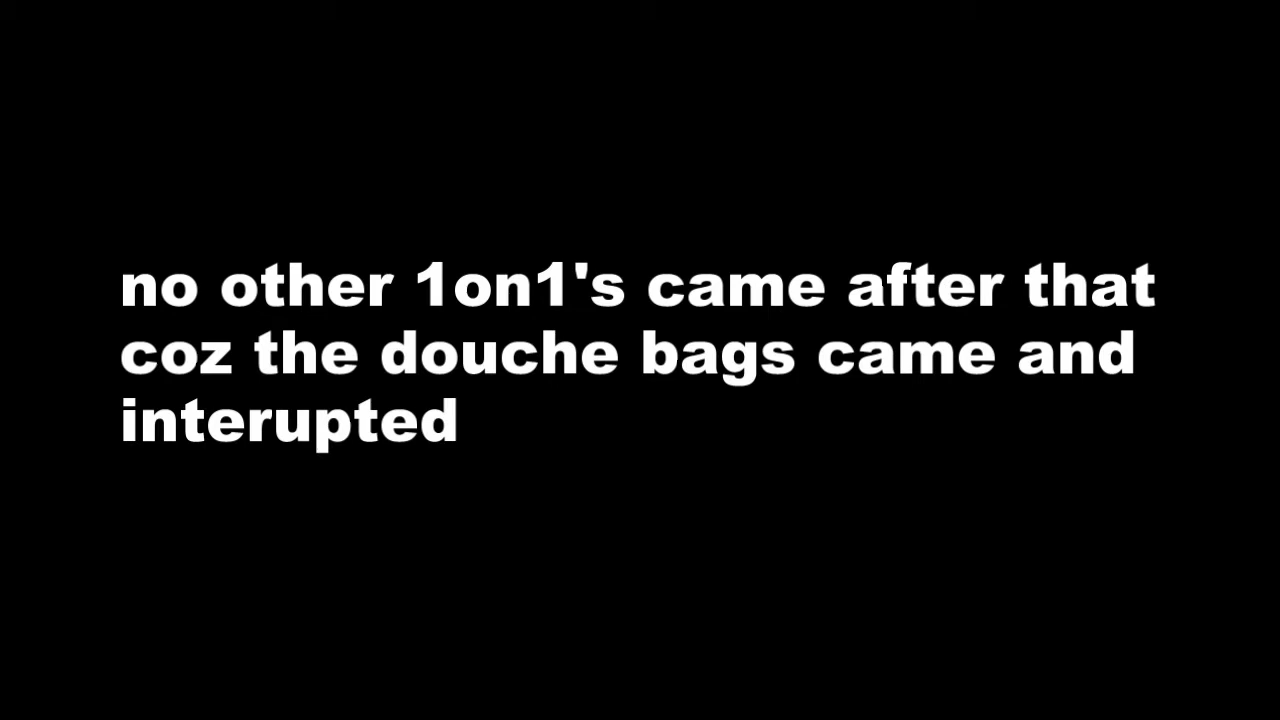 no other 1on1's came after that
coz the douche bags came and
interupted